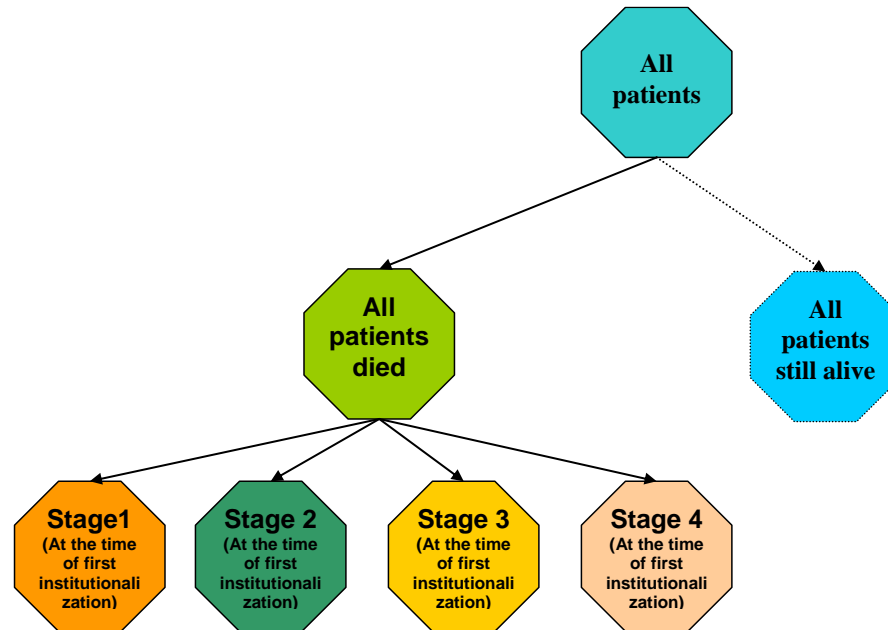 All
patients
All
patients
died
All
patients
still alive
Stage1
(At the time
of first
institutionali
zation)
Stage 2
(At the time
of first
institutionali
zation)
Stage 3
(At the time
of first
institutionali
zation)
Stage 4
(At the time
of first
institutionali
zation)